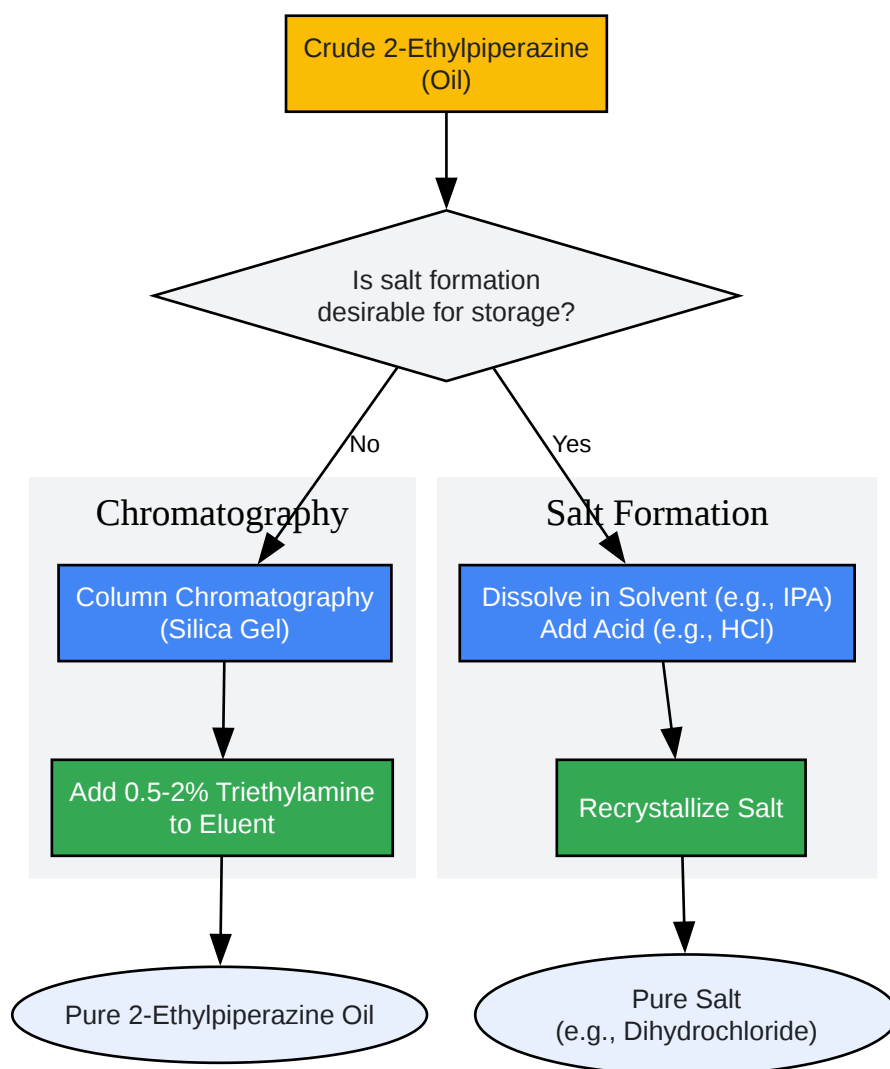 Crude 2-Ethylpiperazine
(Oil)
Is salt formation
desirable for storage?
No
Yes
Chromatography
Salt Formation
Column Chromatography
(Silica Gel)
Dissolve in Solvent (e.g., IPA)
Add Acid (e.g., HCl)
Add 0.5-2% Triethylamine
to Eluent
Recrystallize Salt
Pure 2-Ethylpiperazine Oil
Pure Salt
(e.g., Dihydrochloride)